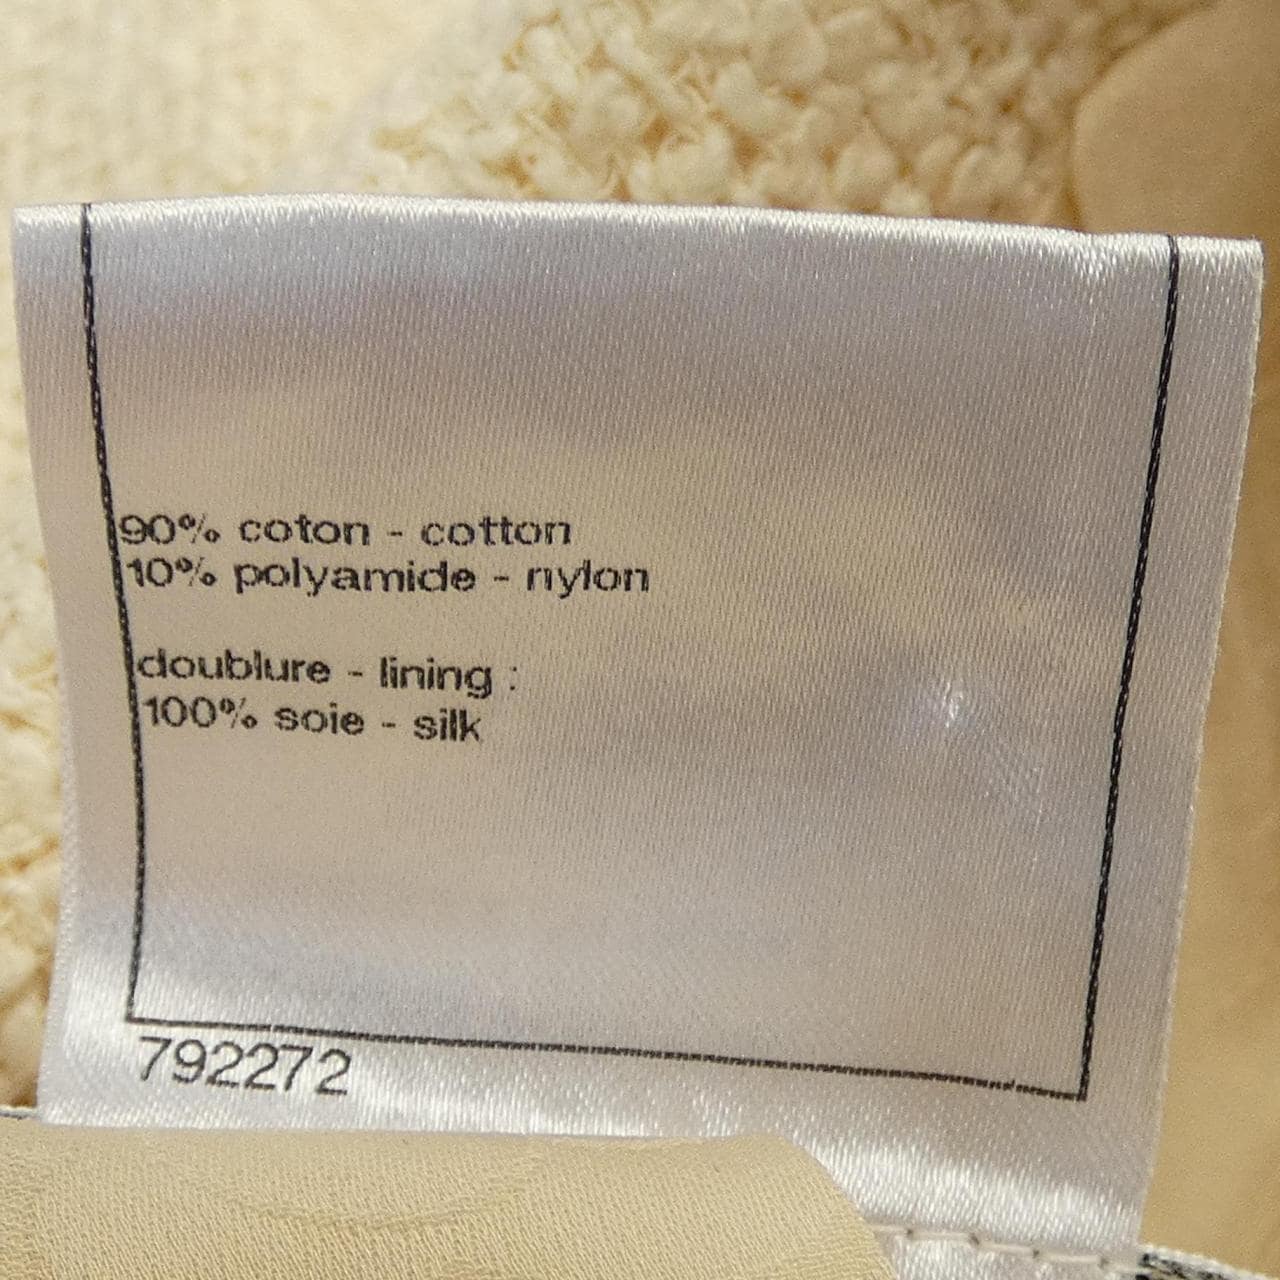 90% coton - cotton
10% polyamide - nylon
doublure - lining :
100% soie - silk
792272